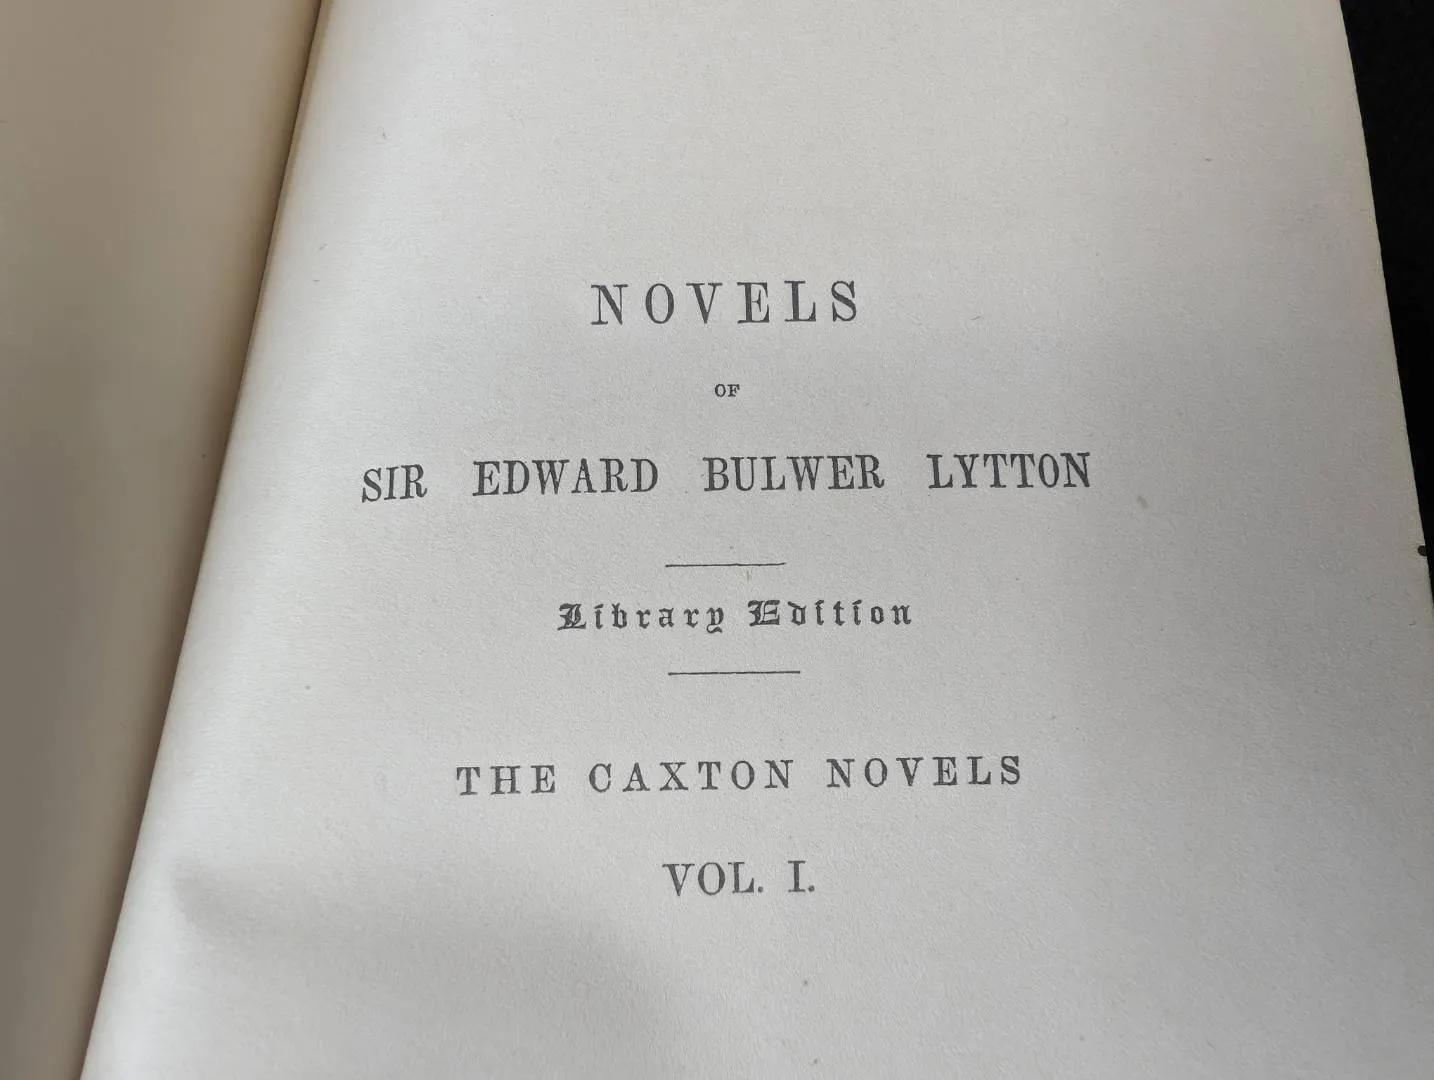 NOVELS
OF
SIR EDWARD BULWER LYTTON
Library Edition
THE CAXTON NOVELS
VOL. I.